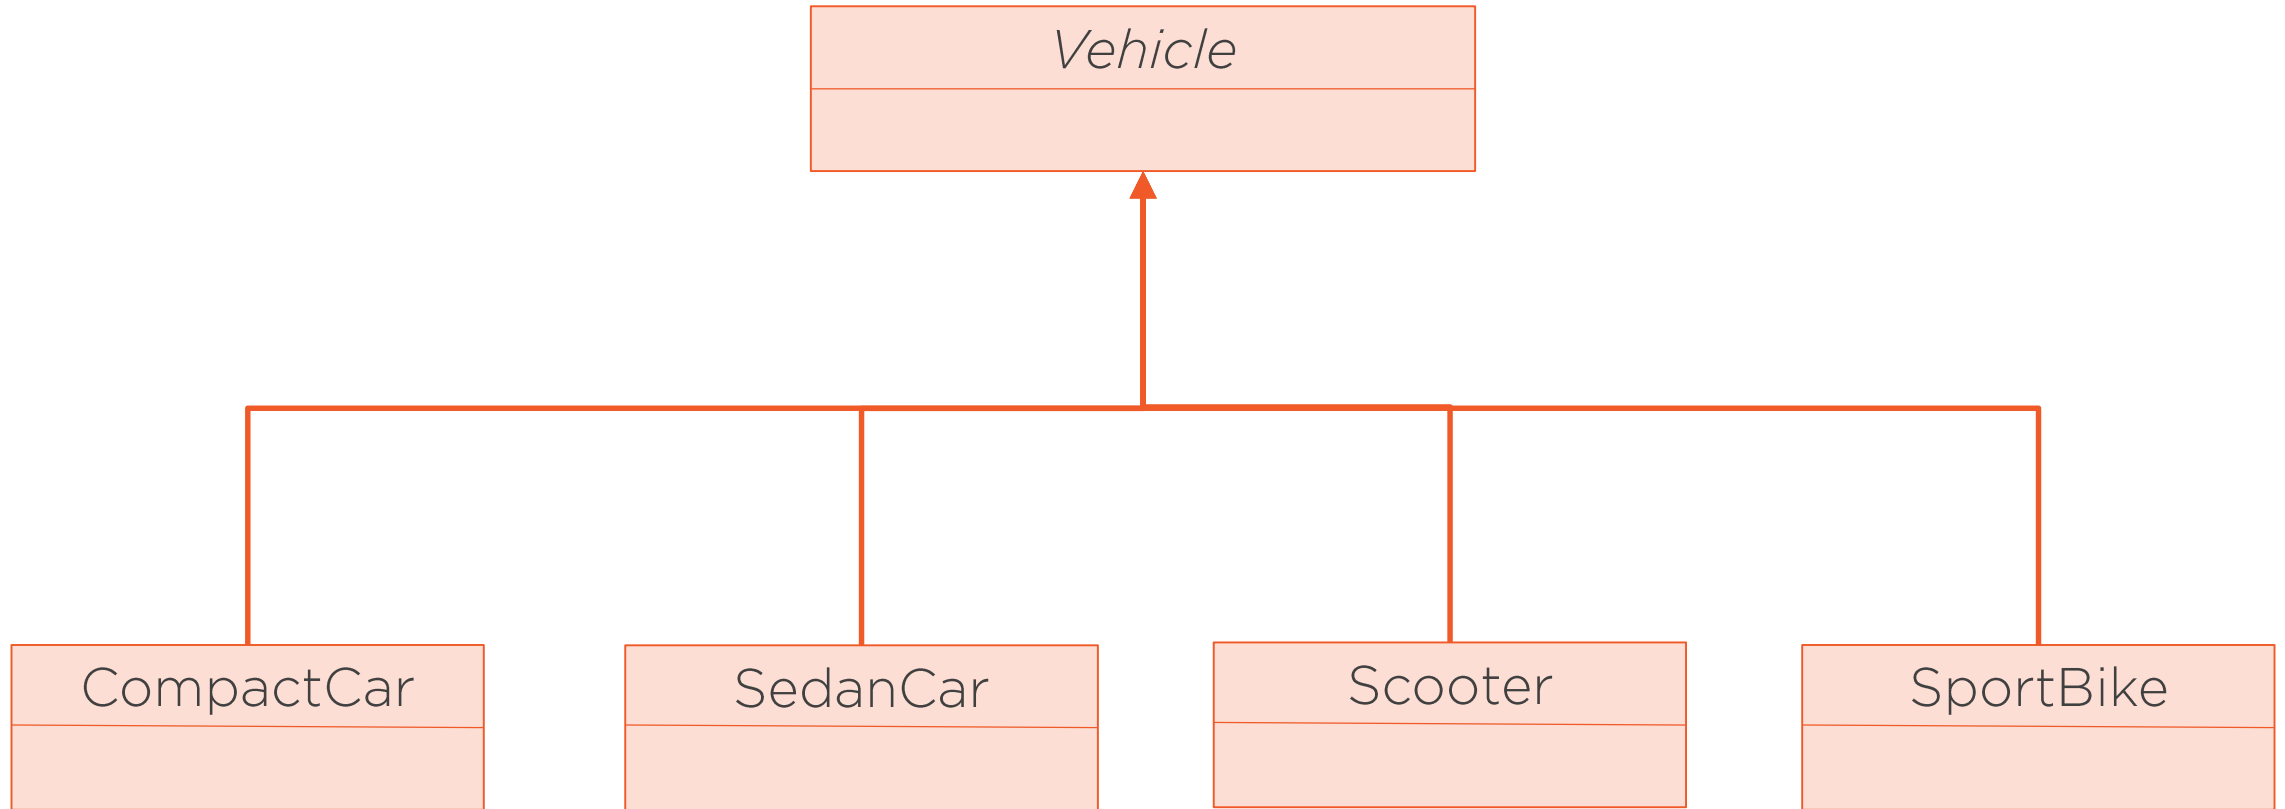 Vehicle
CompactCar
SedanCar
Scooter
SportBike